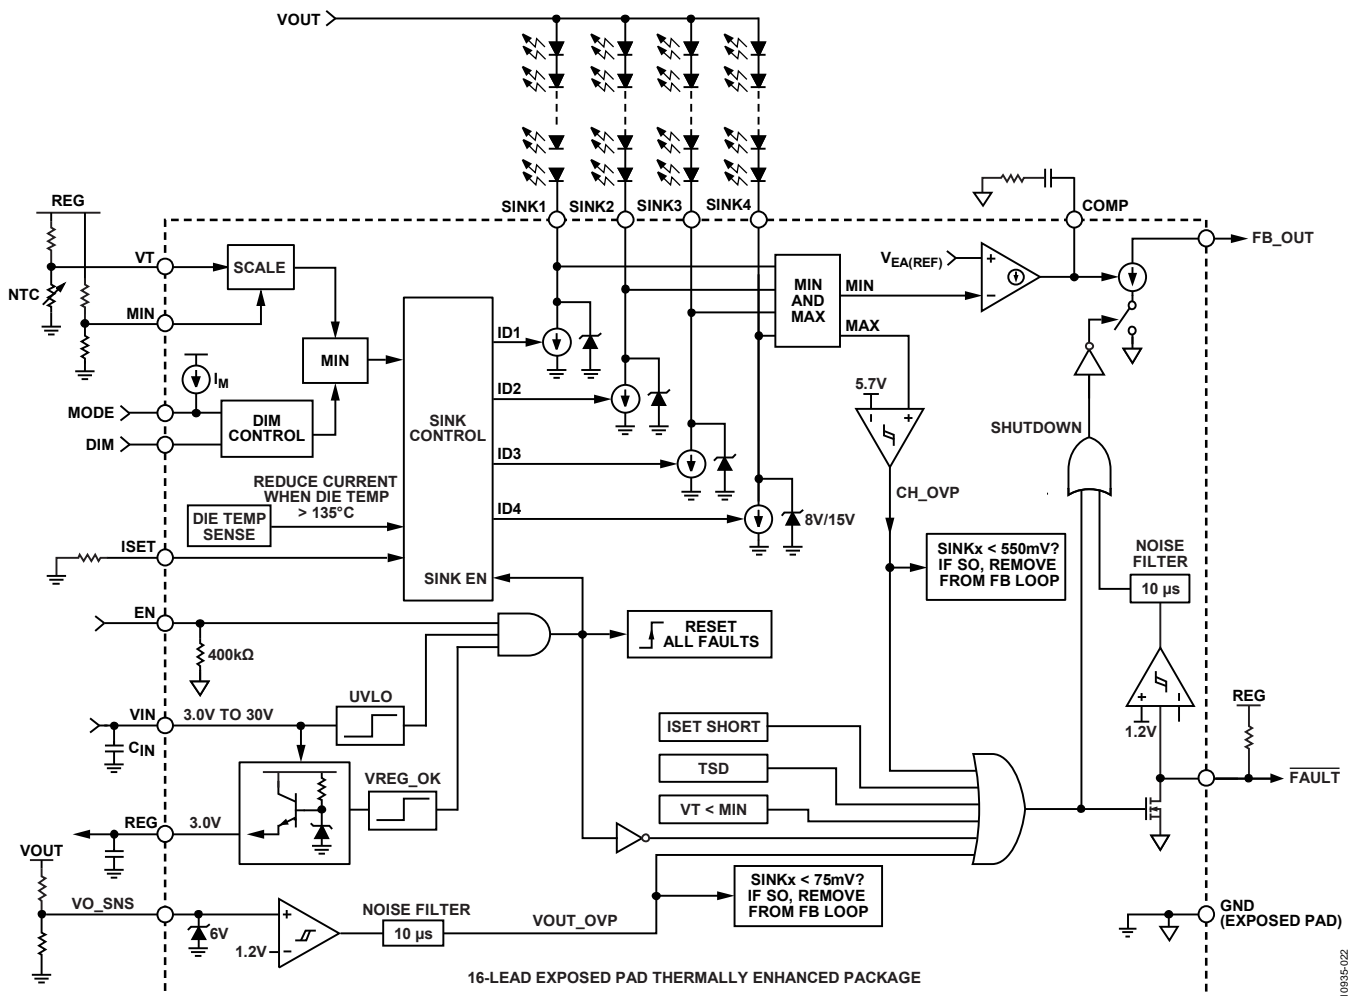 VOUT
SINK1
SINK2
SINK3
SINK4
COMP
REG
FB_OUT
VT
SCALE
V_EA(REF)
NTC
MIN
AND
MAX
MIN
MIN
MAX
ID1
MIN
I_M
5.7V
MODE
DIM
CONTROL
SINK
CONTROL
ID2
DIM
SHUTDOWN
ID3
REDUCE CURRENT
WHEN DIE TEMP
> 135°C
CH_OVP
ID4
8V/15V
DIE TEMP
SENSE
ISET
SINKx < 550mV?
IF SO, REMOVE
FROM FB LOOP
NOISE
FILTER
10 µs
SINK EN
EN
RESET
ALL FAULTS
400kΩ
UVLO
REG
VIN
3.0V TO 30V
ISET SHORT
1.2V
C_IN
TSD
FAULT
VREG_OK
VT < MIN
REG
3.0V
VOUT
SINKx < 75mV?
IF SO, REMOVE
FROM FB LOOP
VO_SNS
NOISE FILTER
VOUT_OVP
GND
(EXPOSED PAD)
6V
10 µs
1.2V
16-LEAD EXPOSED PAD THERMALLY ENHANCED PACKAGE
10935-022